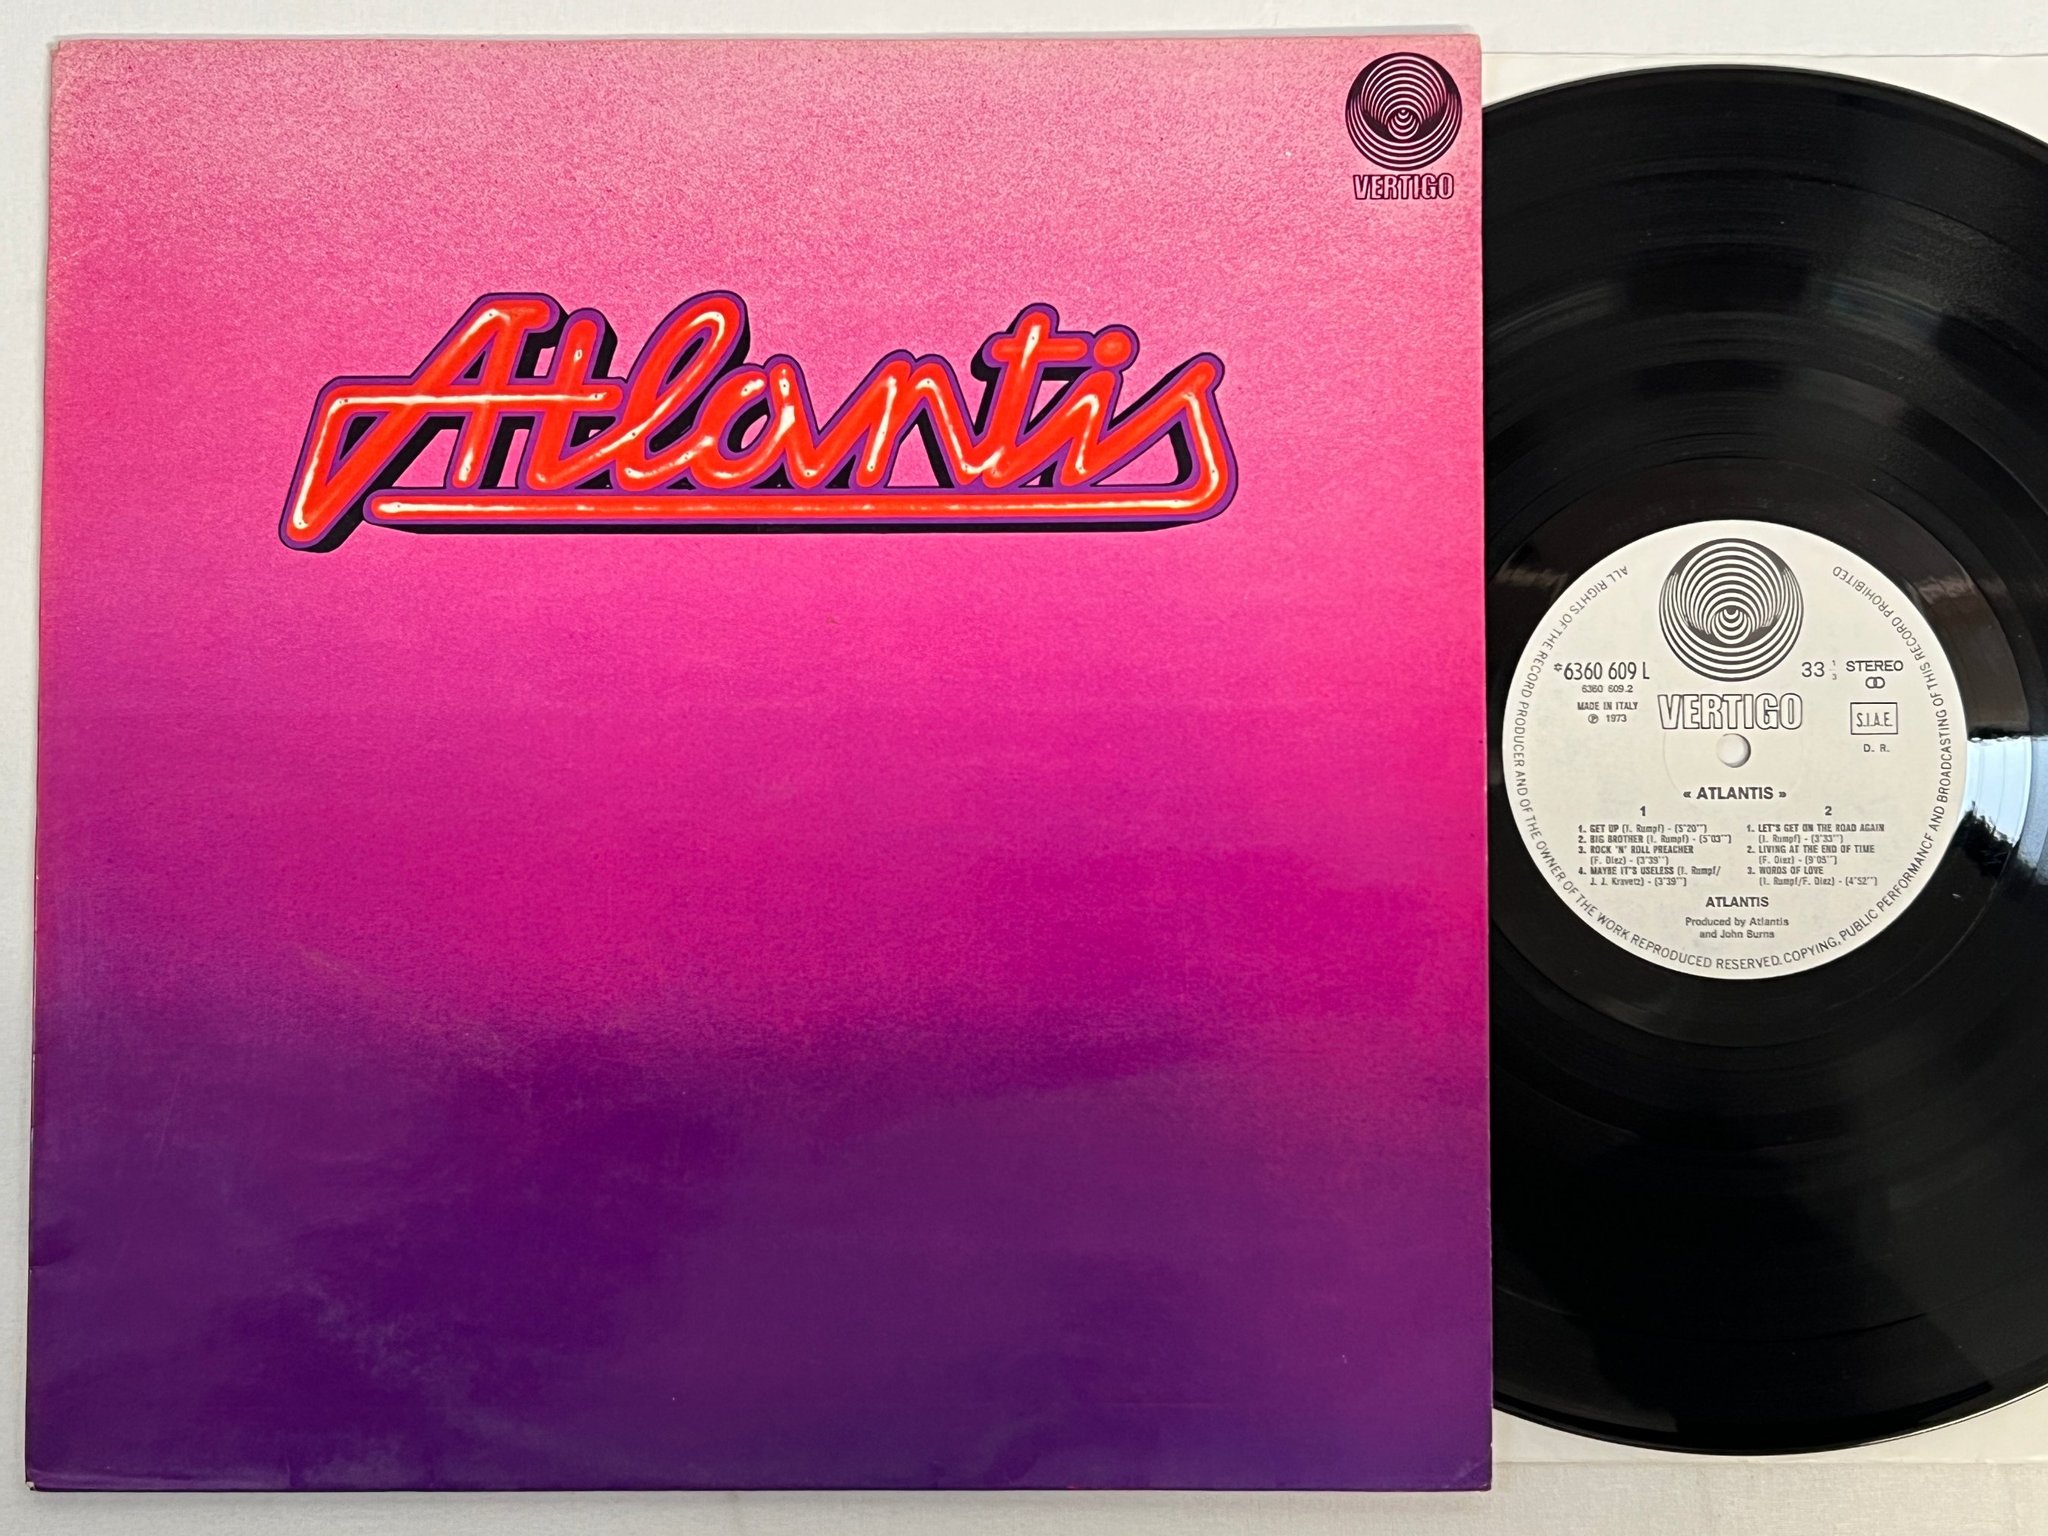 VERTIGO
Atlantis
ALL RIGHTS OF THE RECORD PRODUCER AND OF THE OWNER OF THE WORK REPRODUCED RESERVED. COPYING, PUBLIC PERFORMANCE AND BROADCASTING OF THIS RECORD PROHIBITED
6360 609 L
6360 609.2
MADE IN ITALY
℗ 1973
VERTIGO
33 1/3 STEREO
S.I.A.E.
D. R.
« ATLANTIS »
1
1. GET UP (I. Rumpf) - (5'20'')
2. BIG BROTHER (I. Rumpf) - (5'03'')
3. ROCK 'N' ROLL PREACHER
(F. Diez) - (3'39'')
4. MAYBE IT'S USELESS (I. Rumpf/
J. J. Kravetz) - (3'39'')
2
1. LET'S GET ON THE ROAD AGAIN
(I. Rumpf) - (3'33'')
2. LIVING AT THE END OF TIME
(F. Diez) - (9'05'')
3. WORDS OF LOVE
(I. Rumpf/F. Diez) - (4'52'')
ATLANTIS
Produced by Atlantis
and John Burns